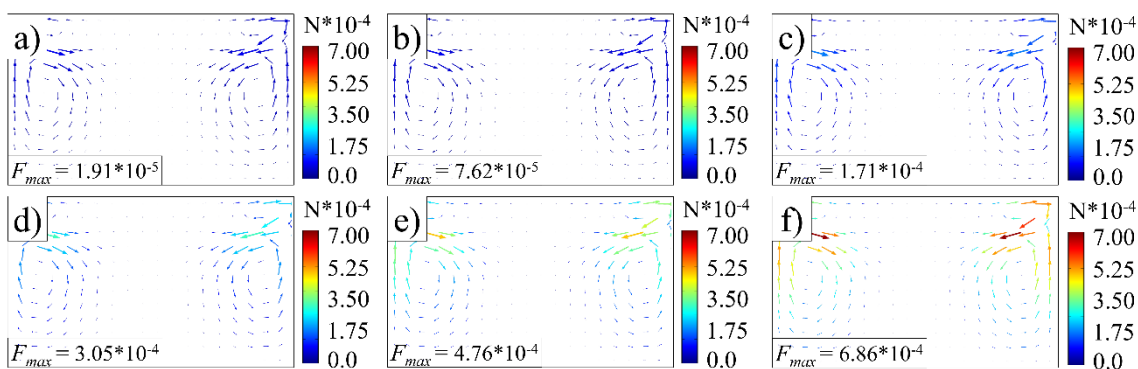 a)
N*10-4
7.00
5.25
3.50
1.75
0.0
Fmax = 1.91*10-5
b)
N*10-4
7.00
5.25
3.50
1.75
0.0
Fmax = 7.62*10-5
c)
N*10-4
7.00
5.25
3.50
1.75
0.0
Fmax = 1.71*10-4
d)
N*10-4
7.00
5.25
3.50
1.75
0.0
Fmax = 3.05*10-4
e)
N*10-4
7.00
5.25
3.50
1.75
0.0
Fmax = 4.76*10-4
f)
N*10-4
7.00
5.25
3.50
1.75
0.0
Fmax = 6.86*10-4